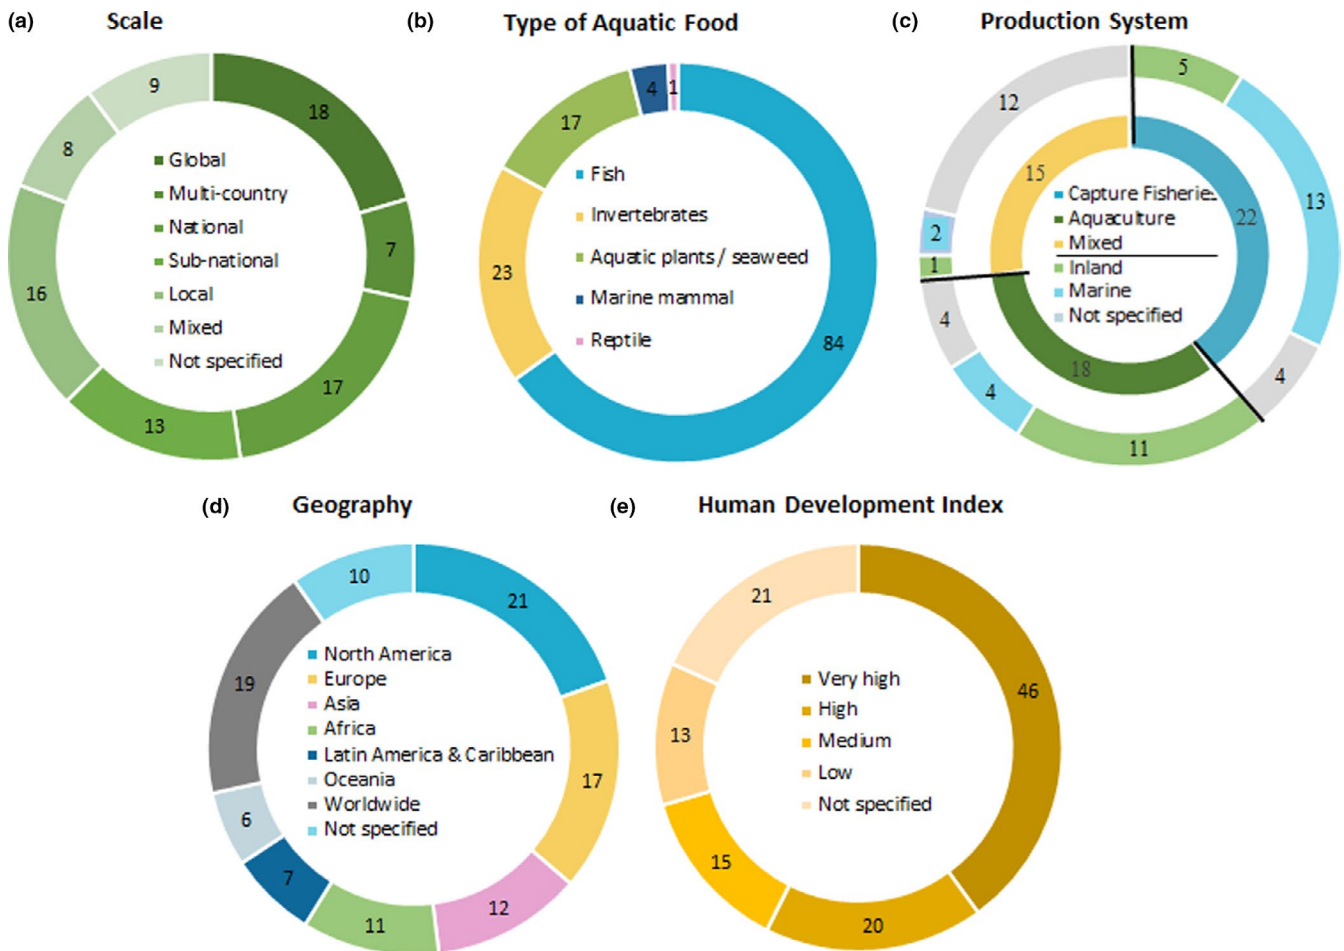 (a) Scale
18
7
17
13
16
8
9
Global
Multi-country
National
Sub-national
Local
Mixed
Not specified
(b) Type of Aquatic Food
84
23
17
4
1
Fish
Invertebrates
Aquatic plants / seaweed
Marine mammal
Reptile
(c) Production System
5
13
4
11
4
4
1
2
12
22
18
15
Capture Fisheries
Aquaculture
Mixed
Inland
Marine
Not specified
(d) Geography
21
17
12
11
7
6
19
10
North America
Europe
Asia
Africa
Latin America & Caribbean
Oceania
Worldwide
Not specified
(e) Human Development Index
46
20
15
13
21
Very high
High
Medium
Low
Not specified